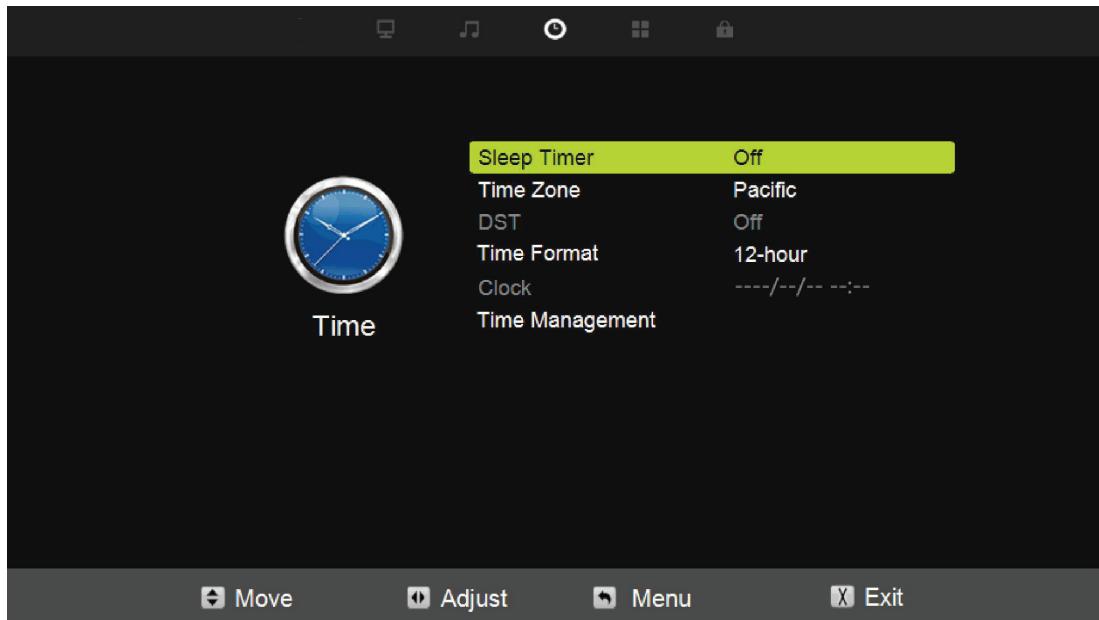 Sleep Timer Off
Time Zone Pacific
DST Off
Time Format 12-hour
Clock ----/--/-- --:--
Time Management
Time
Move Adjust Menu X Exit